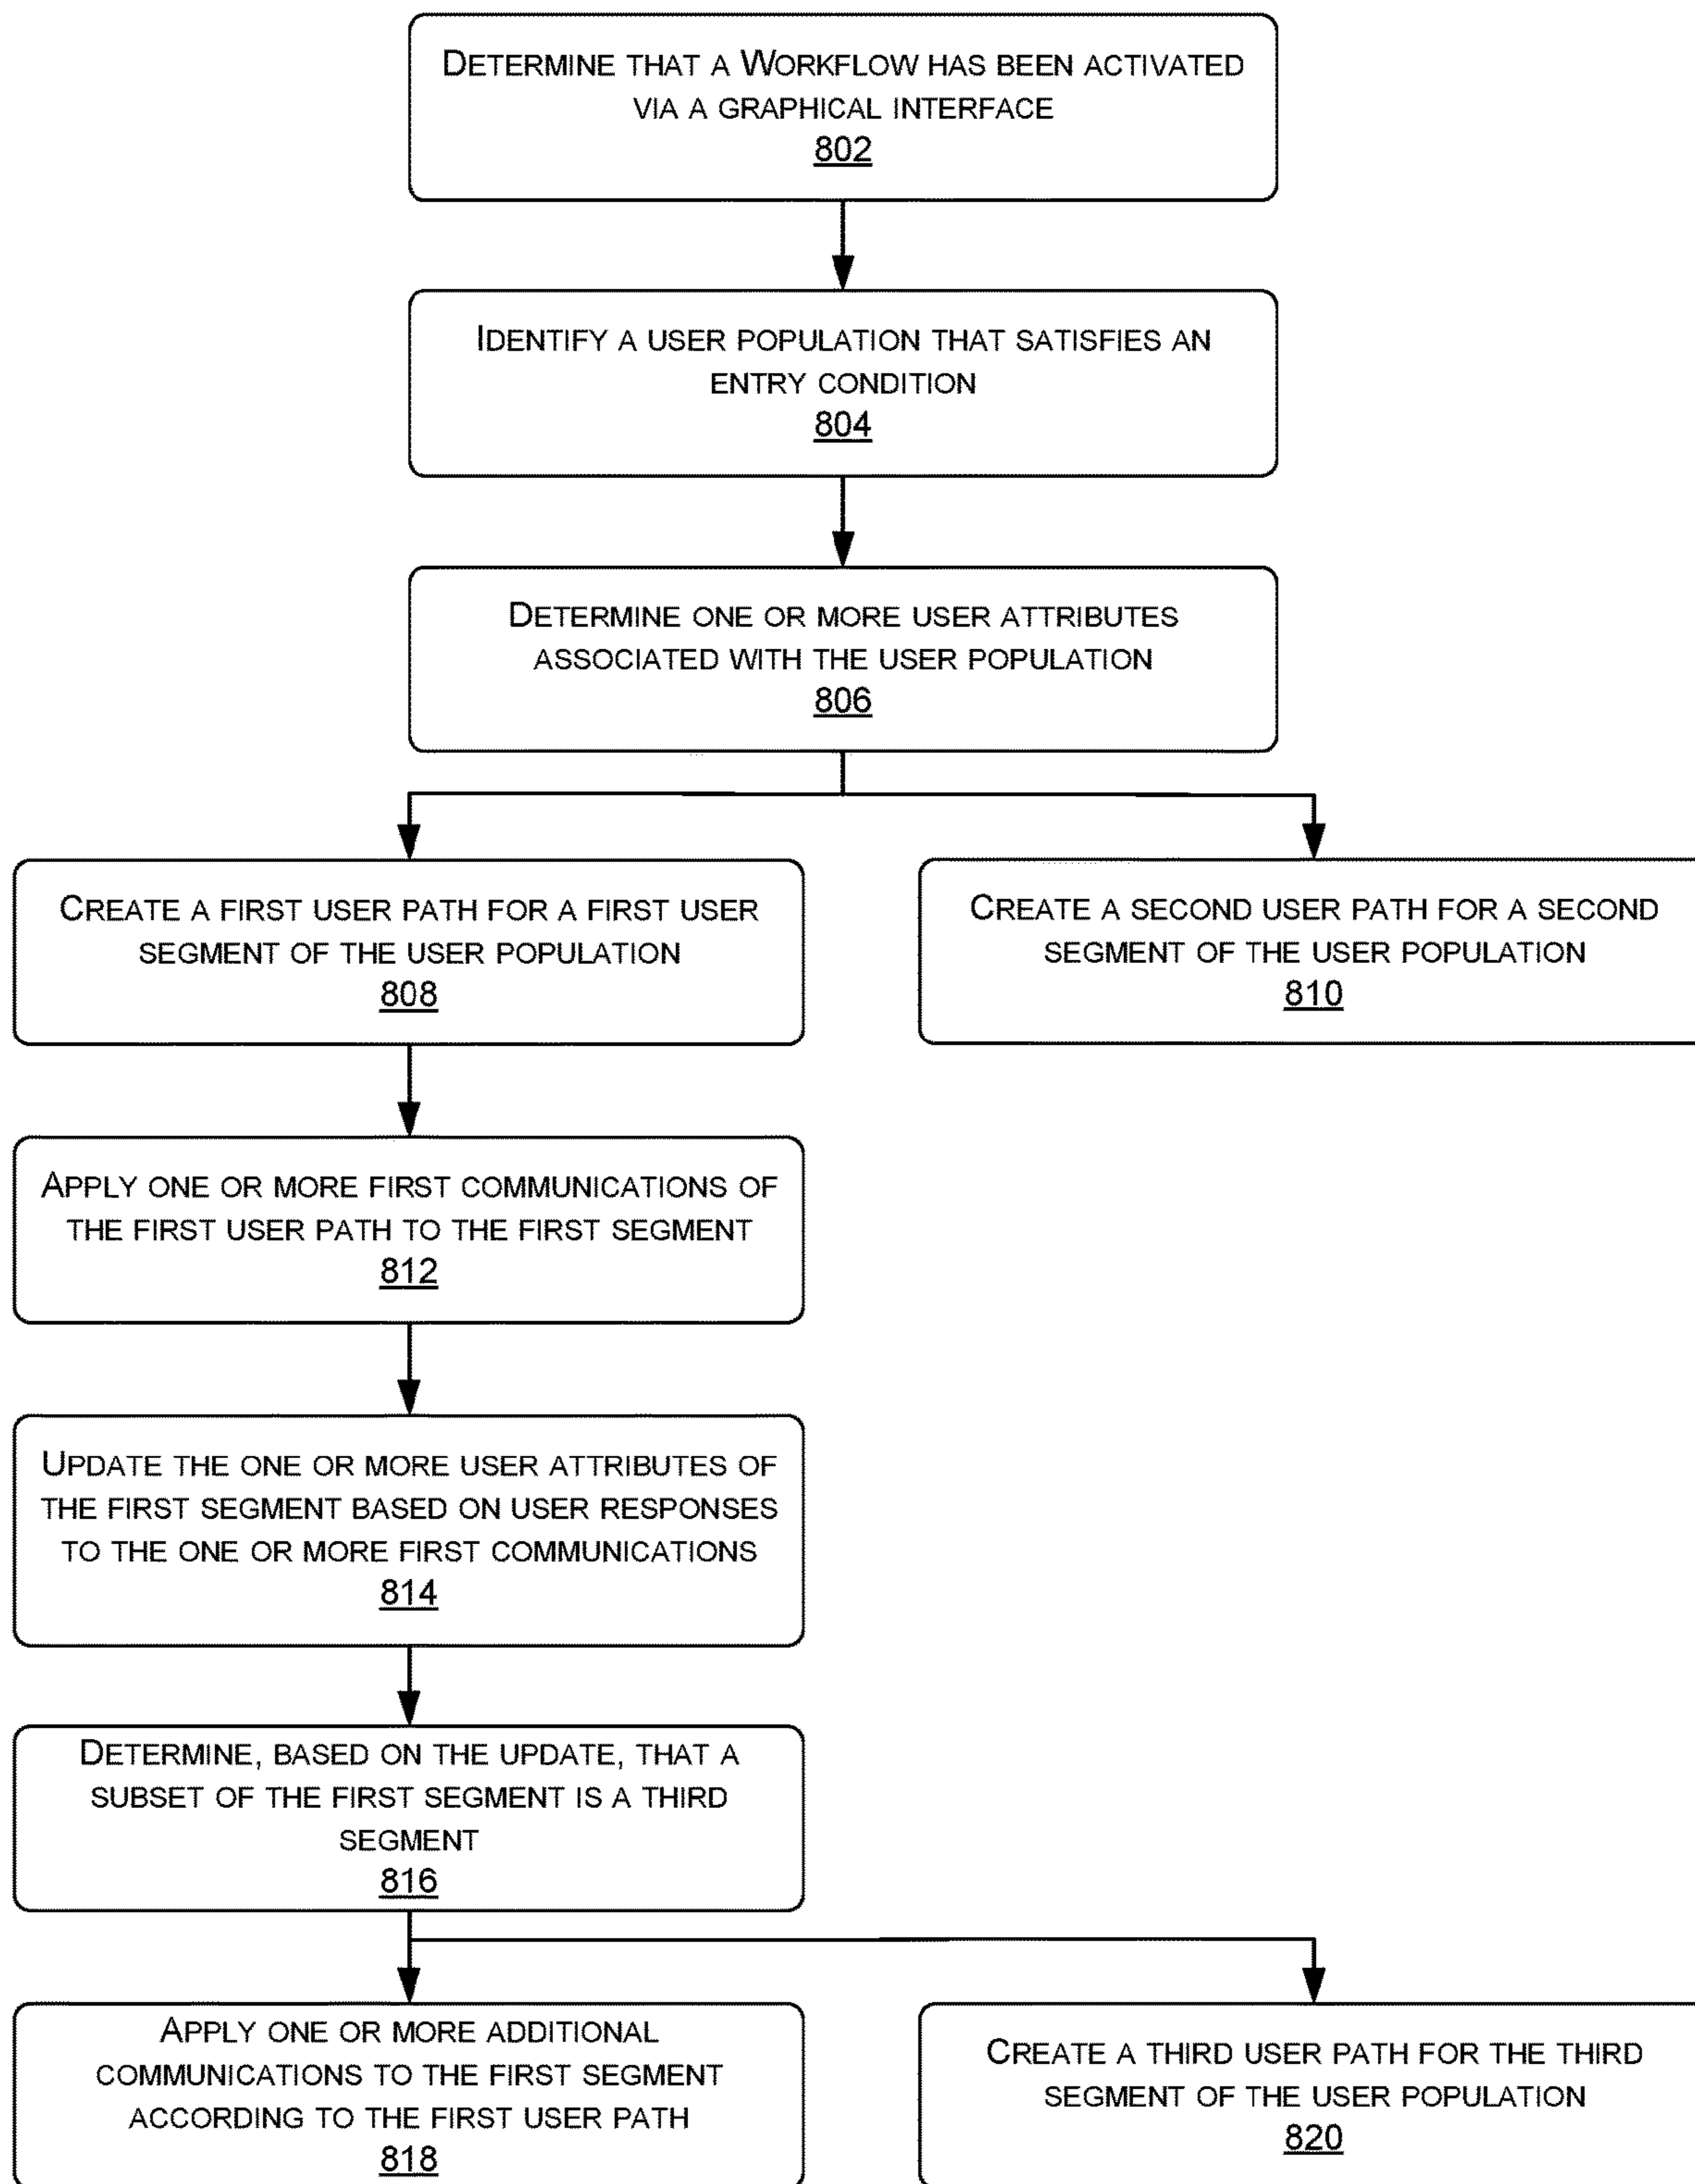 DETERMINE THAT A WORKFLOW HAS BEEN ACTIVATED
VIA A GRAPHICAL INTERFACE
802
IDENTIFY A USER POPULATION THAT SATISFIES AN
ENTRY CONDITION
804
DETERMINE ONE OR MORE USER ATTRIBUTES
ASSOCIATED WITH THE USER POPULATION
806
CREATE A FIRST USER PATH FOR A FIRST USER
SEGMENT OF THE USER POPULATION
808
CREATE A SECOND USER PATH FOR A SECOND
SEGMENT OF THE USER POPULATION
810
APPLY ONE OR MORE FIRST COMMUNICATIONS OF
THE FIRST USER PATH TO THE FIRST SEGMENT
812
UPDATE THE ONE OR MORE USER ATTRIBUTES OF
THE FIRST SEGMENT BASED ON USER RESPONSES
TO THE ONE OR MORE FIRST COMMUNICATIONS
814
DETERMINE, BASED ON THE UPDATE, THAT A
SUBSET OF THE FIRST SEGMENT IS A THIRD
SEGMENT
816
APPLY ONE OR MORE ADDITIONAL
COMMUNICATIONS TO THE FIRST SEGMENT
ACCORDING TO THE FIRST USER PATH
818
CREATE A THIRD USER PATH FOR THE THIRD
SEGMENT OF THE USER POPULATION
820